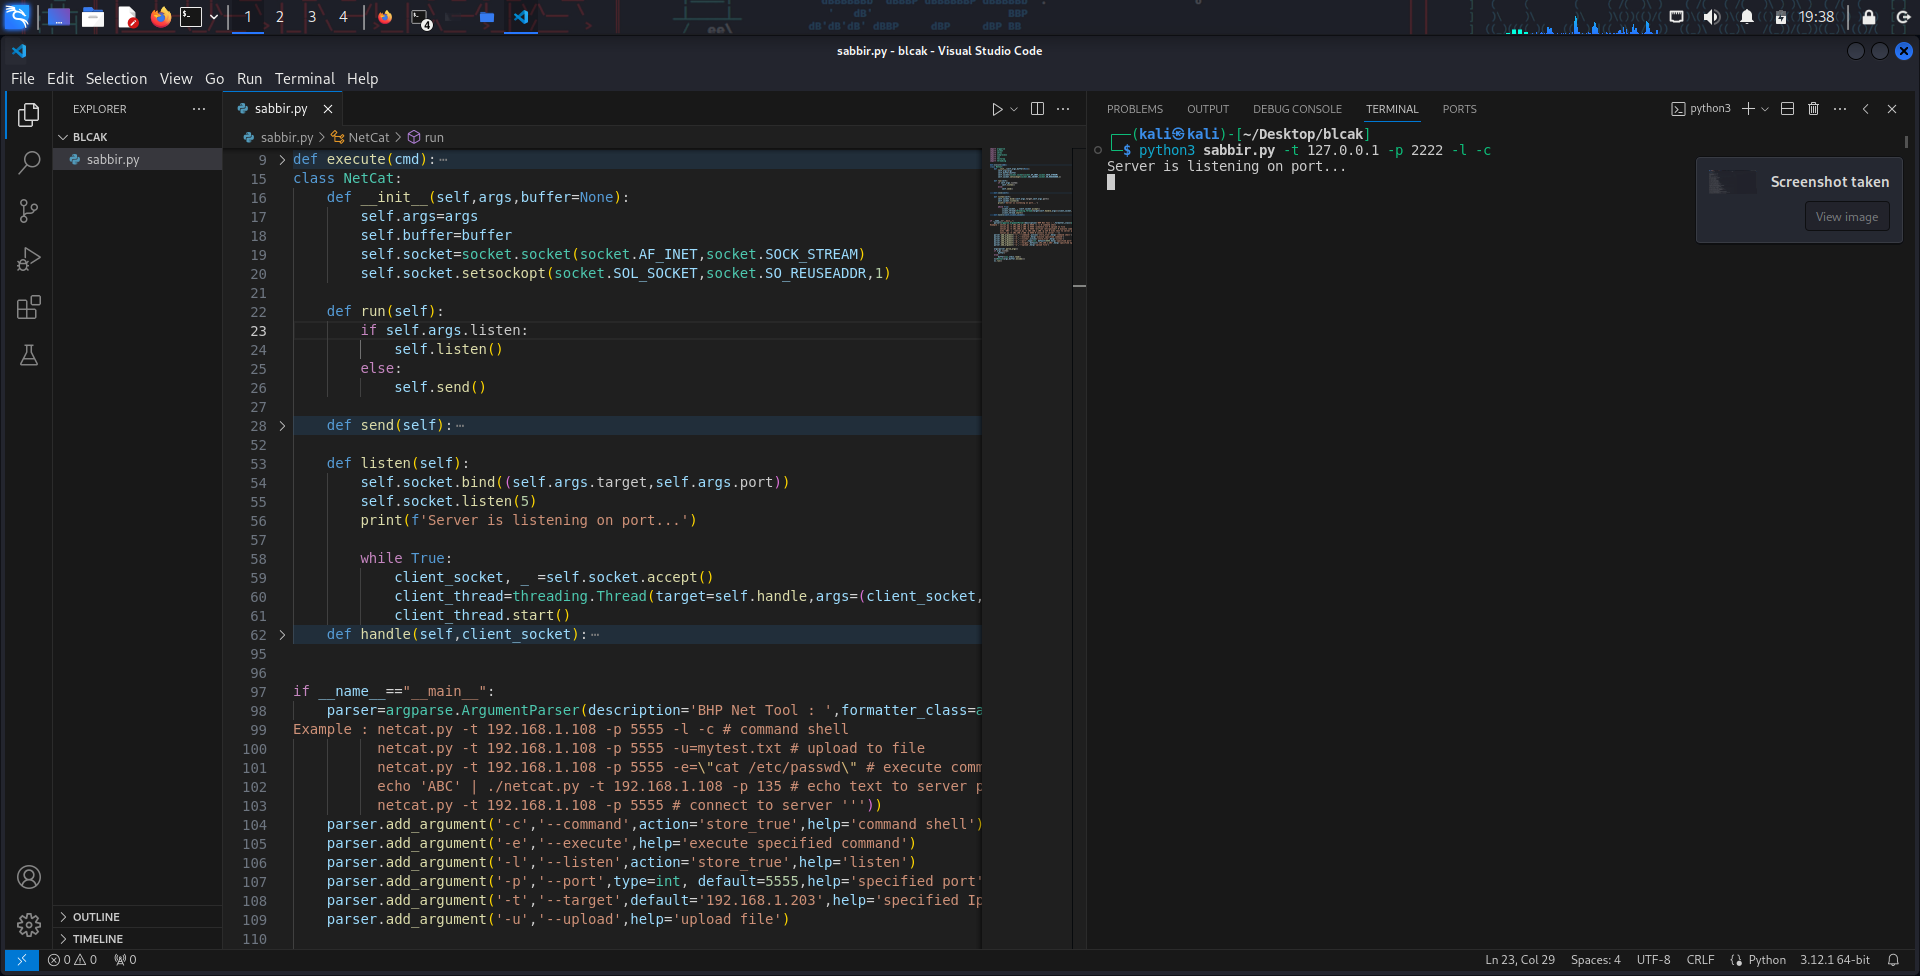 1 2 3 4
4
19:38
sabbir.py - blcak - Visual Studio Code
File Edit Selection View Go Run Terminal Help
EXPLORER
BLCAK
sabbir.py
OUTLINE
TIMELINE
sabbir.py
sabbir.py > NetCat > run
9 def execute(cmd):
15 class NetCat:
16 def __init__(self,args,buffer=None):
17 self.args=args
18 self.buffer=buffer
19 self.socket=socket.socket(socket.AF_INET,socket.SOCK_STREAM)
20 self.socket.setsockopt(socket.SOL_SOCKET,socket.SO_REUSEADDR,1)
21
22 def run(self):
23 if self.args.listen:
24 self.listen()
25 else:
26 self.send()
27
28 def send(self):
52
53 def listen(self):
54 self.socket.bind((self.args.target,self.args.port))
55 self.socket.listen(5)
56 print(f'Server is listening on port...')
57
58 while True:
59 client_socket, _ =self.socket.accept()
60 client_thread=threading.Thread(target=self.handle,args=(client_socket,
61 client_thread.start()
62 def handle(self,client_socket):
95
96
97 if __name__=="__main__":
98 parser=argparse.ArgumentParser(description='BHP Net Tool : ',formatter_class=a
99 Example : netcat.py -t 192.168.1.108 -p 5555 -l -c # command shell
100 netcat.py -t 192.168.1.108 -p 5555 -u=mytest.txt # upload to file
101 netcat.py -t 192.168.1.108 -p 5555 -e=\"cat /etc/passwd\" # execute comm
102 echo 'ABC' | ./netcat.py -t 192.168.1.108 -p 135 # echo text to server p
103 netcat.py -t 192.168.1.108 -p 5555 # connect to server '''))
104 parser.add_argument('-c','--command',action='store_true',help='command shell')
105 parser.add_argument('-e','--execute',help='execute specified command')
106 parser.add_argument('-l','--listen',action='store_true',help='listen')
107 parser.add_argument('-p','--port',type=int, default=5555,help='specified port'
108 parser.add_argument('-t','--target',default='192.168.1.203',help='specified Ip
109 parser.add_argument('-u','--upload',help='upload file')
110
PROBLEMS OUTPUT DEBUG CONSOLE TERMINAL PORTS
python3
┌──(kali㉿kali)-[~/Desktop/blcak]
└─$ python3 sabbir.py -t 127.0.0.1 -p 2222 -l -c
Server is listening on port...
Screenshot taken
View image
0 0 0
Ln 23, Col 29 Spaces: 4 UTF-8 CRLF Python 3.12.1 64-bit